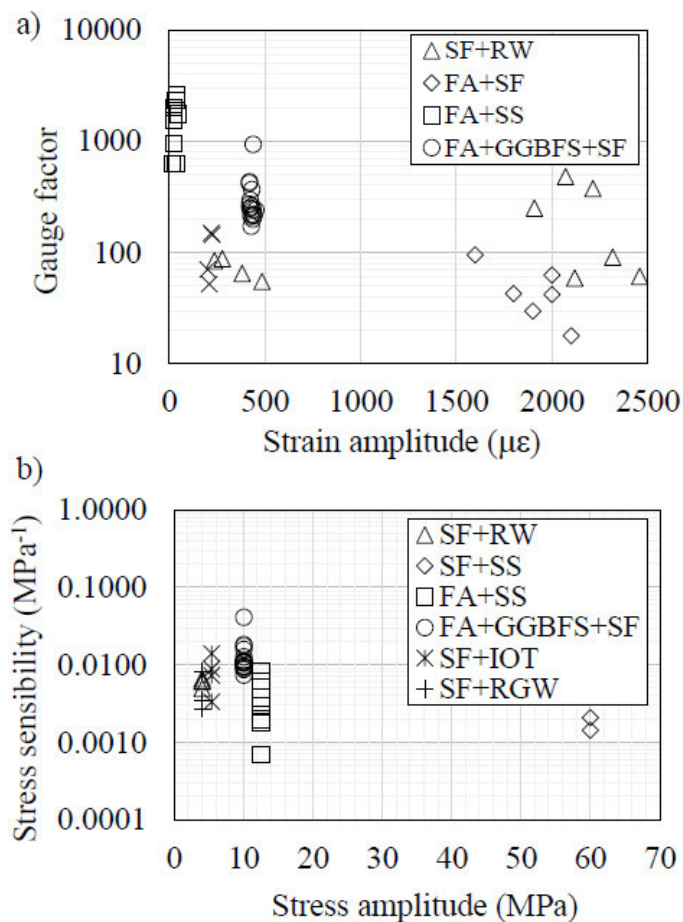 a)
10000
1000
100
10
Gauge factor
SF+RW
FA+SF
FA+SS
FA+GGBFS+SF
0 500 1000 1500 2000 2500
Strain amplitude (με)
b)
1.0000
0.1000
0.0100
0.0010
0.0001
Stress sensibility (MPa⁻¹)
SF+RW
SF+SS
FA+SS
FA+GGBFS+SF
SF+IOT
SF+RGW
0 10 20 30 40 50 60 70
Stress amplitude (MPa)